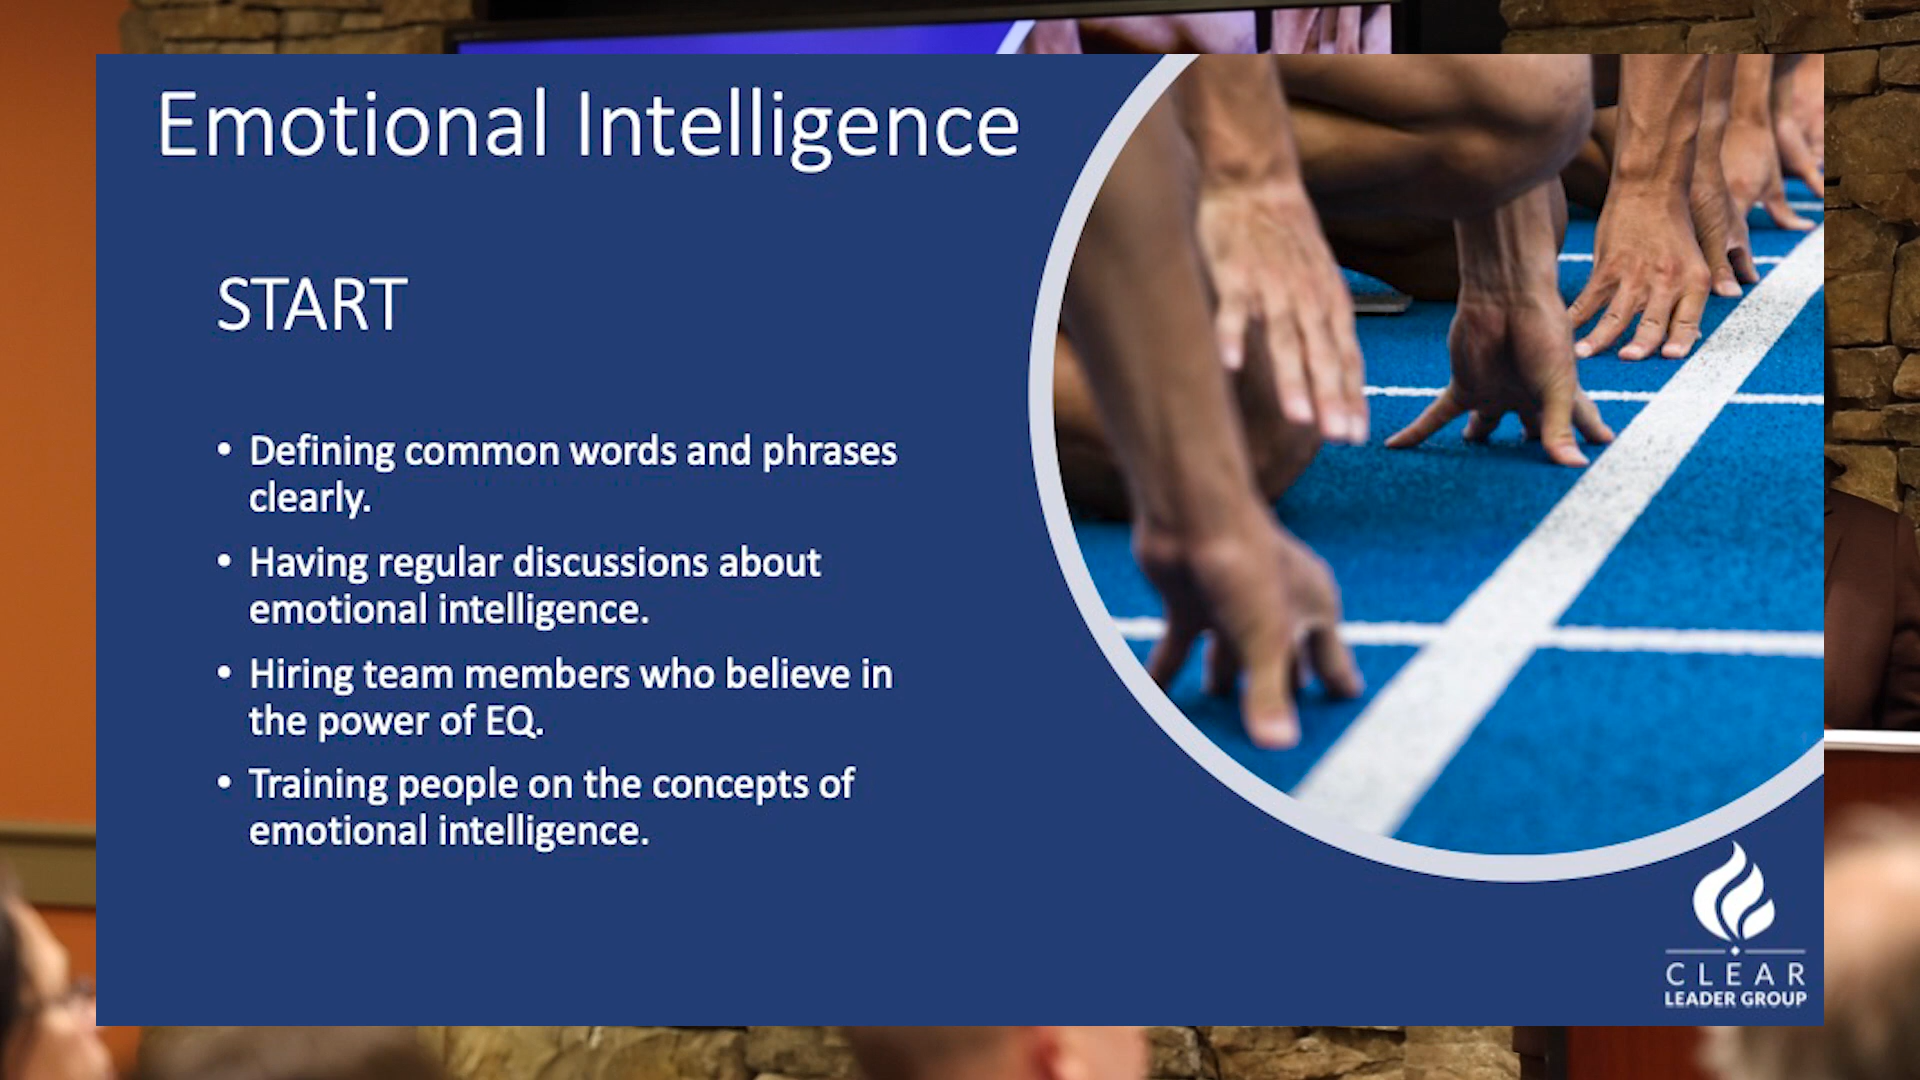 Emotional Intelligence
START
• Defining common words and phrases
clearly.
• Having regular discussions about
emotional intelligence.
• Hiring team members who believe in
the power of EQ.
• Training people on the concepts of
emotional intelligence.
CLEAR
LEADER GROUP